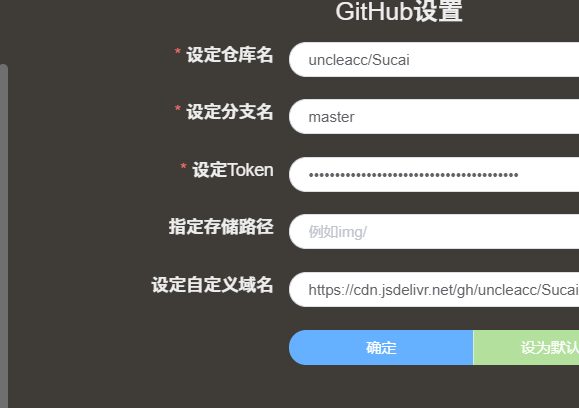 GitHub设置
* 设定仓库名 uncleacc/Sucai
* 设定分支名 master
* 设定Token ••••••••••••••••••••••••••••••••••••••••
指定存储路径 例如img/
设定自定义域名 https://cdn.jsdelivr.net/gh/uncleacc/Sucai
确定 设为默认